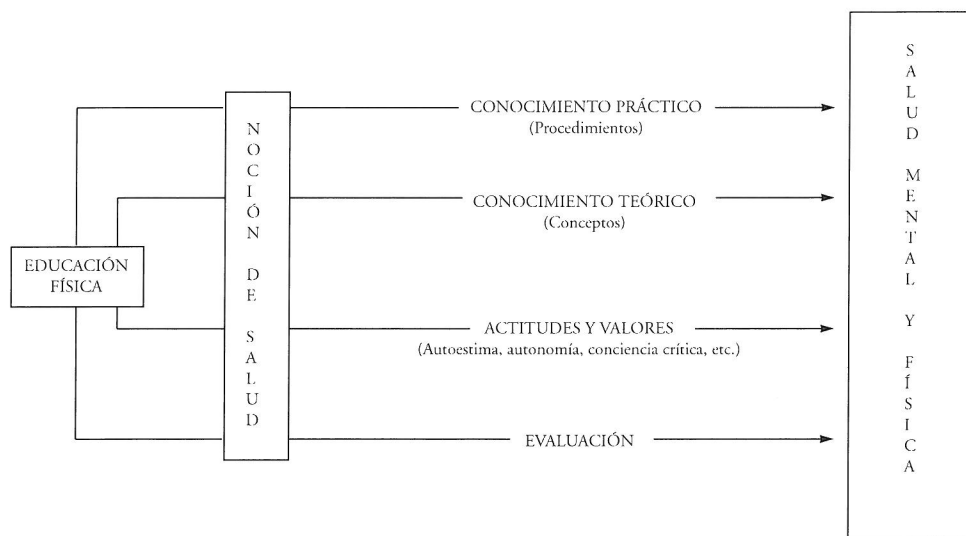 EDUCACIÓN
FÍSICA
NOCIÓN DE SALUD
CONOCIMIENTO PRÁCTICO
(Procedimientos)
CONOCIMIENTO TEÓRICO
(Conceptos)
ACTITUDES Y VALORES
(Autoestima, autonomía, conciencia crítica, etc.)
EVALUACIÓN
SALUD MENTAL Y FÍSICA